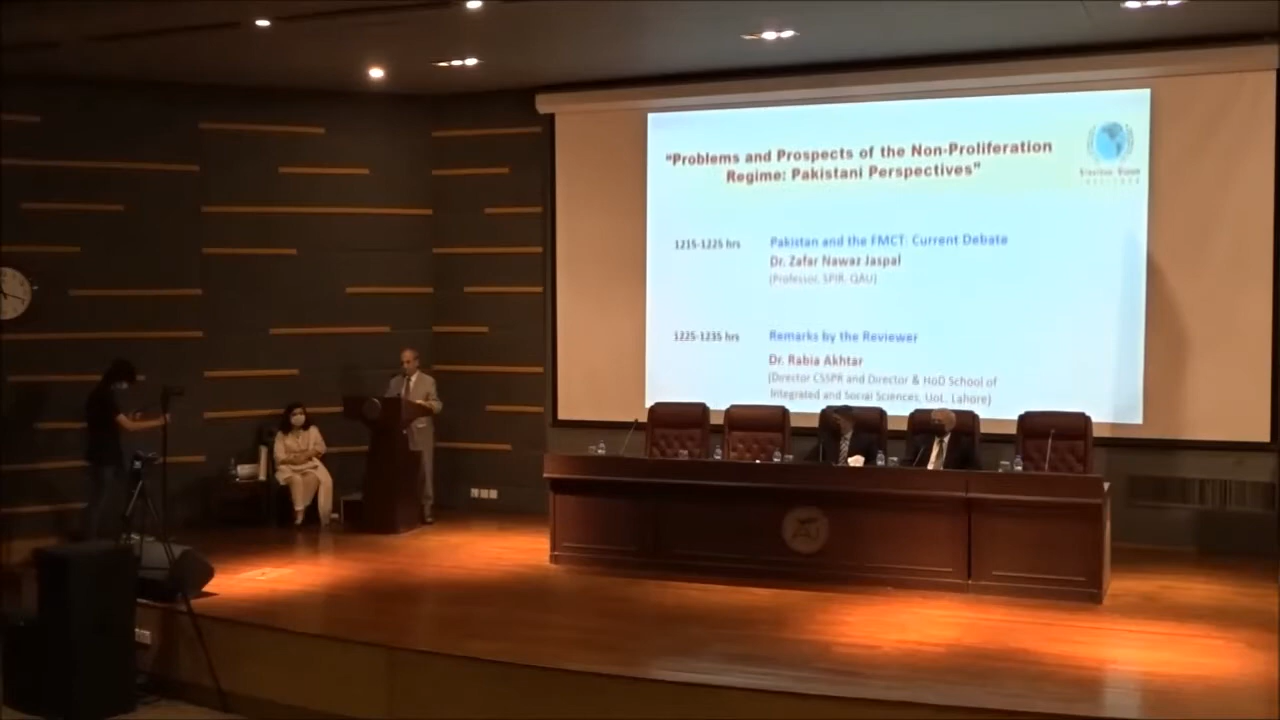 "Problems and Prospects of the Non-Proliferation
Regime: Pakistani Perspectives"
1215-1225 hrs
Pakistan and the FMCT: Current Debate
Dr. Zafar Nawaz Jaspal
(Professor, SPIR, QAU)
1225-1235 hrs
Remarks by the Reviewer
Dr. Rabia Akhtar
(Director CSSPR and Director & HoD School of
Integrated and Social Sciences, UoL, Lahore)